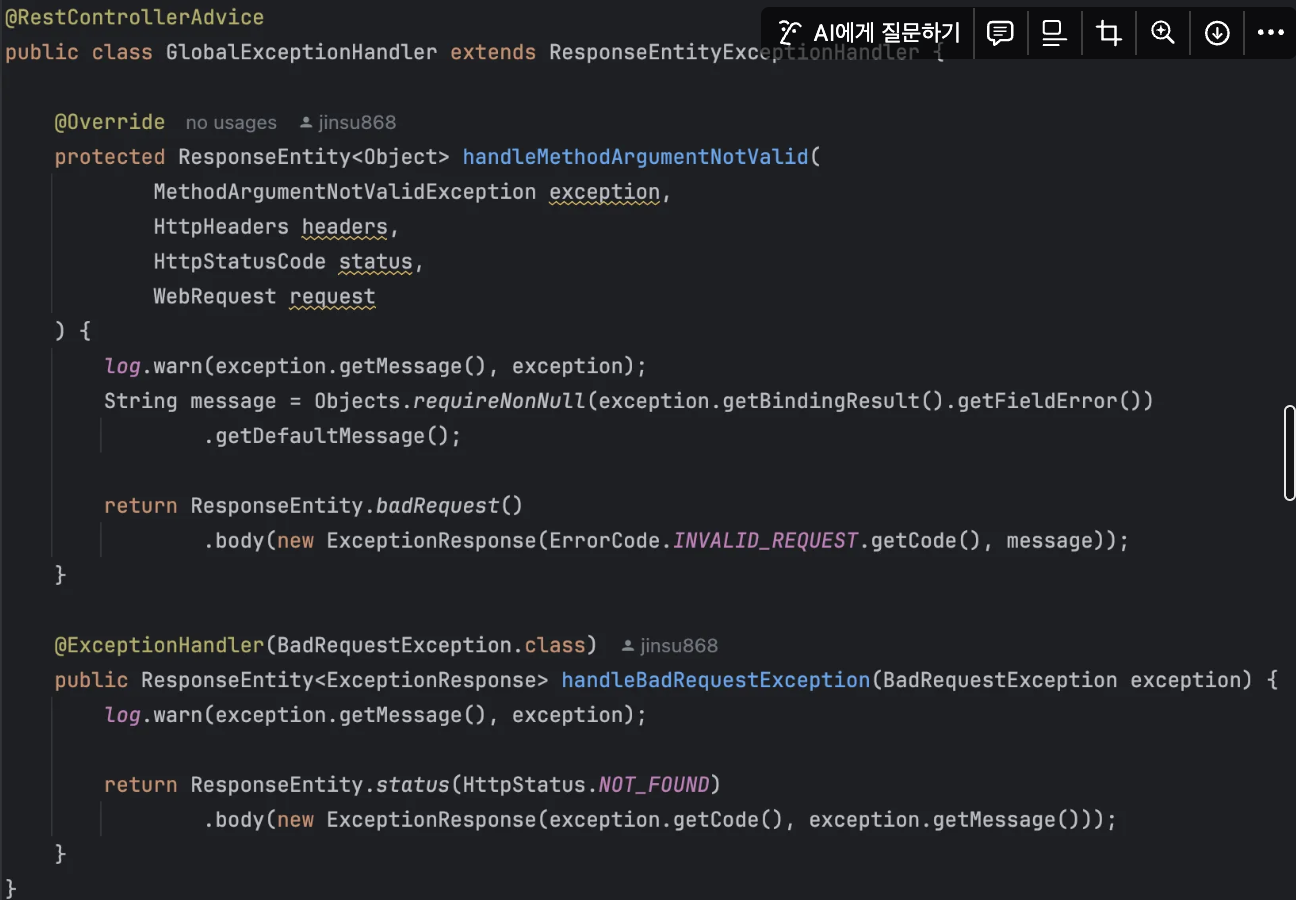 @RestControllerAdvice
AI에게 질문하기
public class GlobalExceptionHandler extends ResponseEntityExceptionHandler {
@Override no usages jinsu868
protected ResponseEntity<Object> handleMethodArgumentNotValid(
MethodArgumentNotValidException exception,
HttpHeaders headers,
HttpStatusCode status,
WebRequest request
) {
log.warn(exception.getMessage(), exception);
String message = Objects.requireNonNull(exception.getBindingResult().getFieldError())
.getDefaultMessage();
return ResponseEntity.badRequest()
.body(new ExceptionResponse(ErrorCode.INVALID_REQUEST.getCode(), message));
}
@ExceptionHandler(BadRequestException.class) jinsu868
public ResponseEntity<ExceptionResponse> handleBadRequestException(BadRequestException exception) {
log.warn(exception.getMessage(), exception);
return ResponseEntity.status(HttpStatus.NOT_FOUND)
.body(new ExceptionResponse(exception.getCode(), exception.getMessage()));
}
}